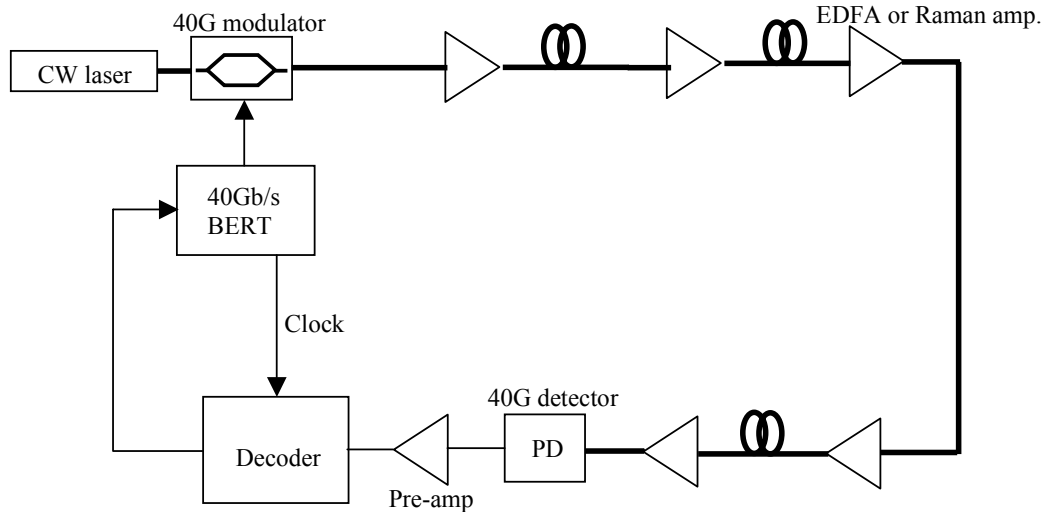 40G modulator
EDFA or Raman amp.
CW laser
40Gb/s
BERT
Clock
40G detector
Decoder
PD
Pre-amp